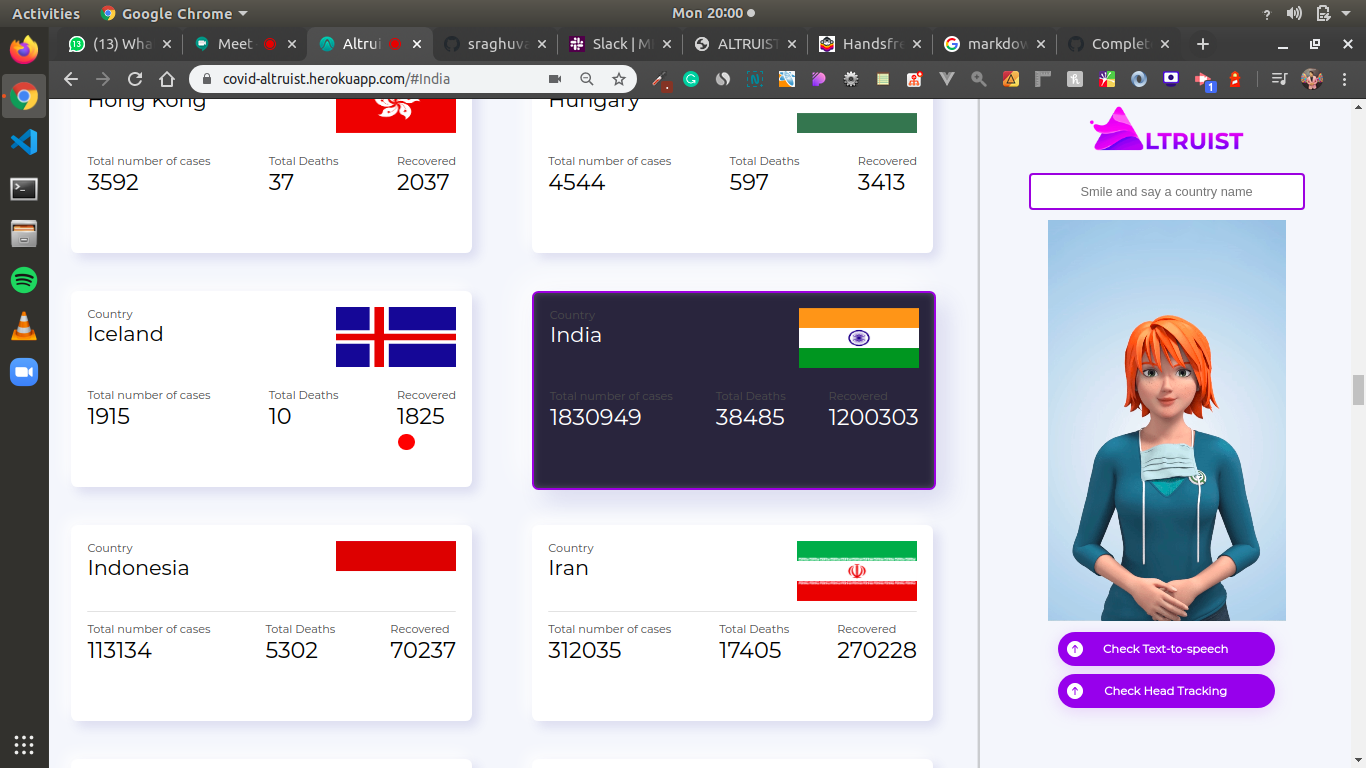 Activities
Google Chrome
Mon 20:00
?
(13) Wha
Meet
Altrui
sraghuva
Slack | M
ALTRUIST
Handsfre
markdow
Complet
covid-altruist.herokuapp.com/#India
1
Hong Kong
Total number of cases Total Deaths Recovered
3592 37 2037
Hungary
Total number of cases Total Deaths Recovered
4544 597 3413
Country
Iceland
Total number of cases Total Deaths Recovered
1915 10 1825
Country
India
Total number of cases Total Deaths Recovered
1830949 38485 1200303
Country
Indonesia
Total number of cases Total Deaths Recovered
113134 5302 70237
Country
Iran
Total number of cases Total Deaths Recovered
312035 17405 270228
ALTRUIST
Smile and say a country name
Check Text-to-speech
Check Head Tracking